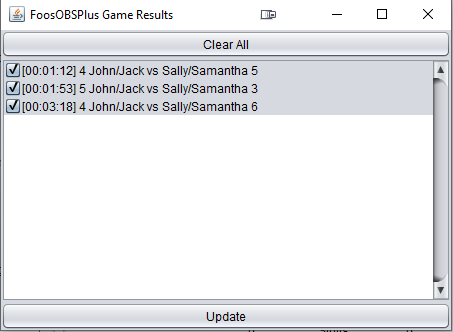 FoosOBSPlus Game Results
Clear All
[00:01:12] 4 John/Jack vs Sally/Samantha 5
[00:01:53] 5 John/Jack vs Sally/Samantha 3
[00:03:18] 4 John/Jack vs Sally/Samantha 6
Update